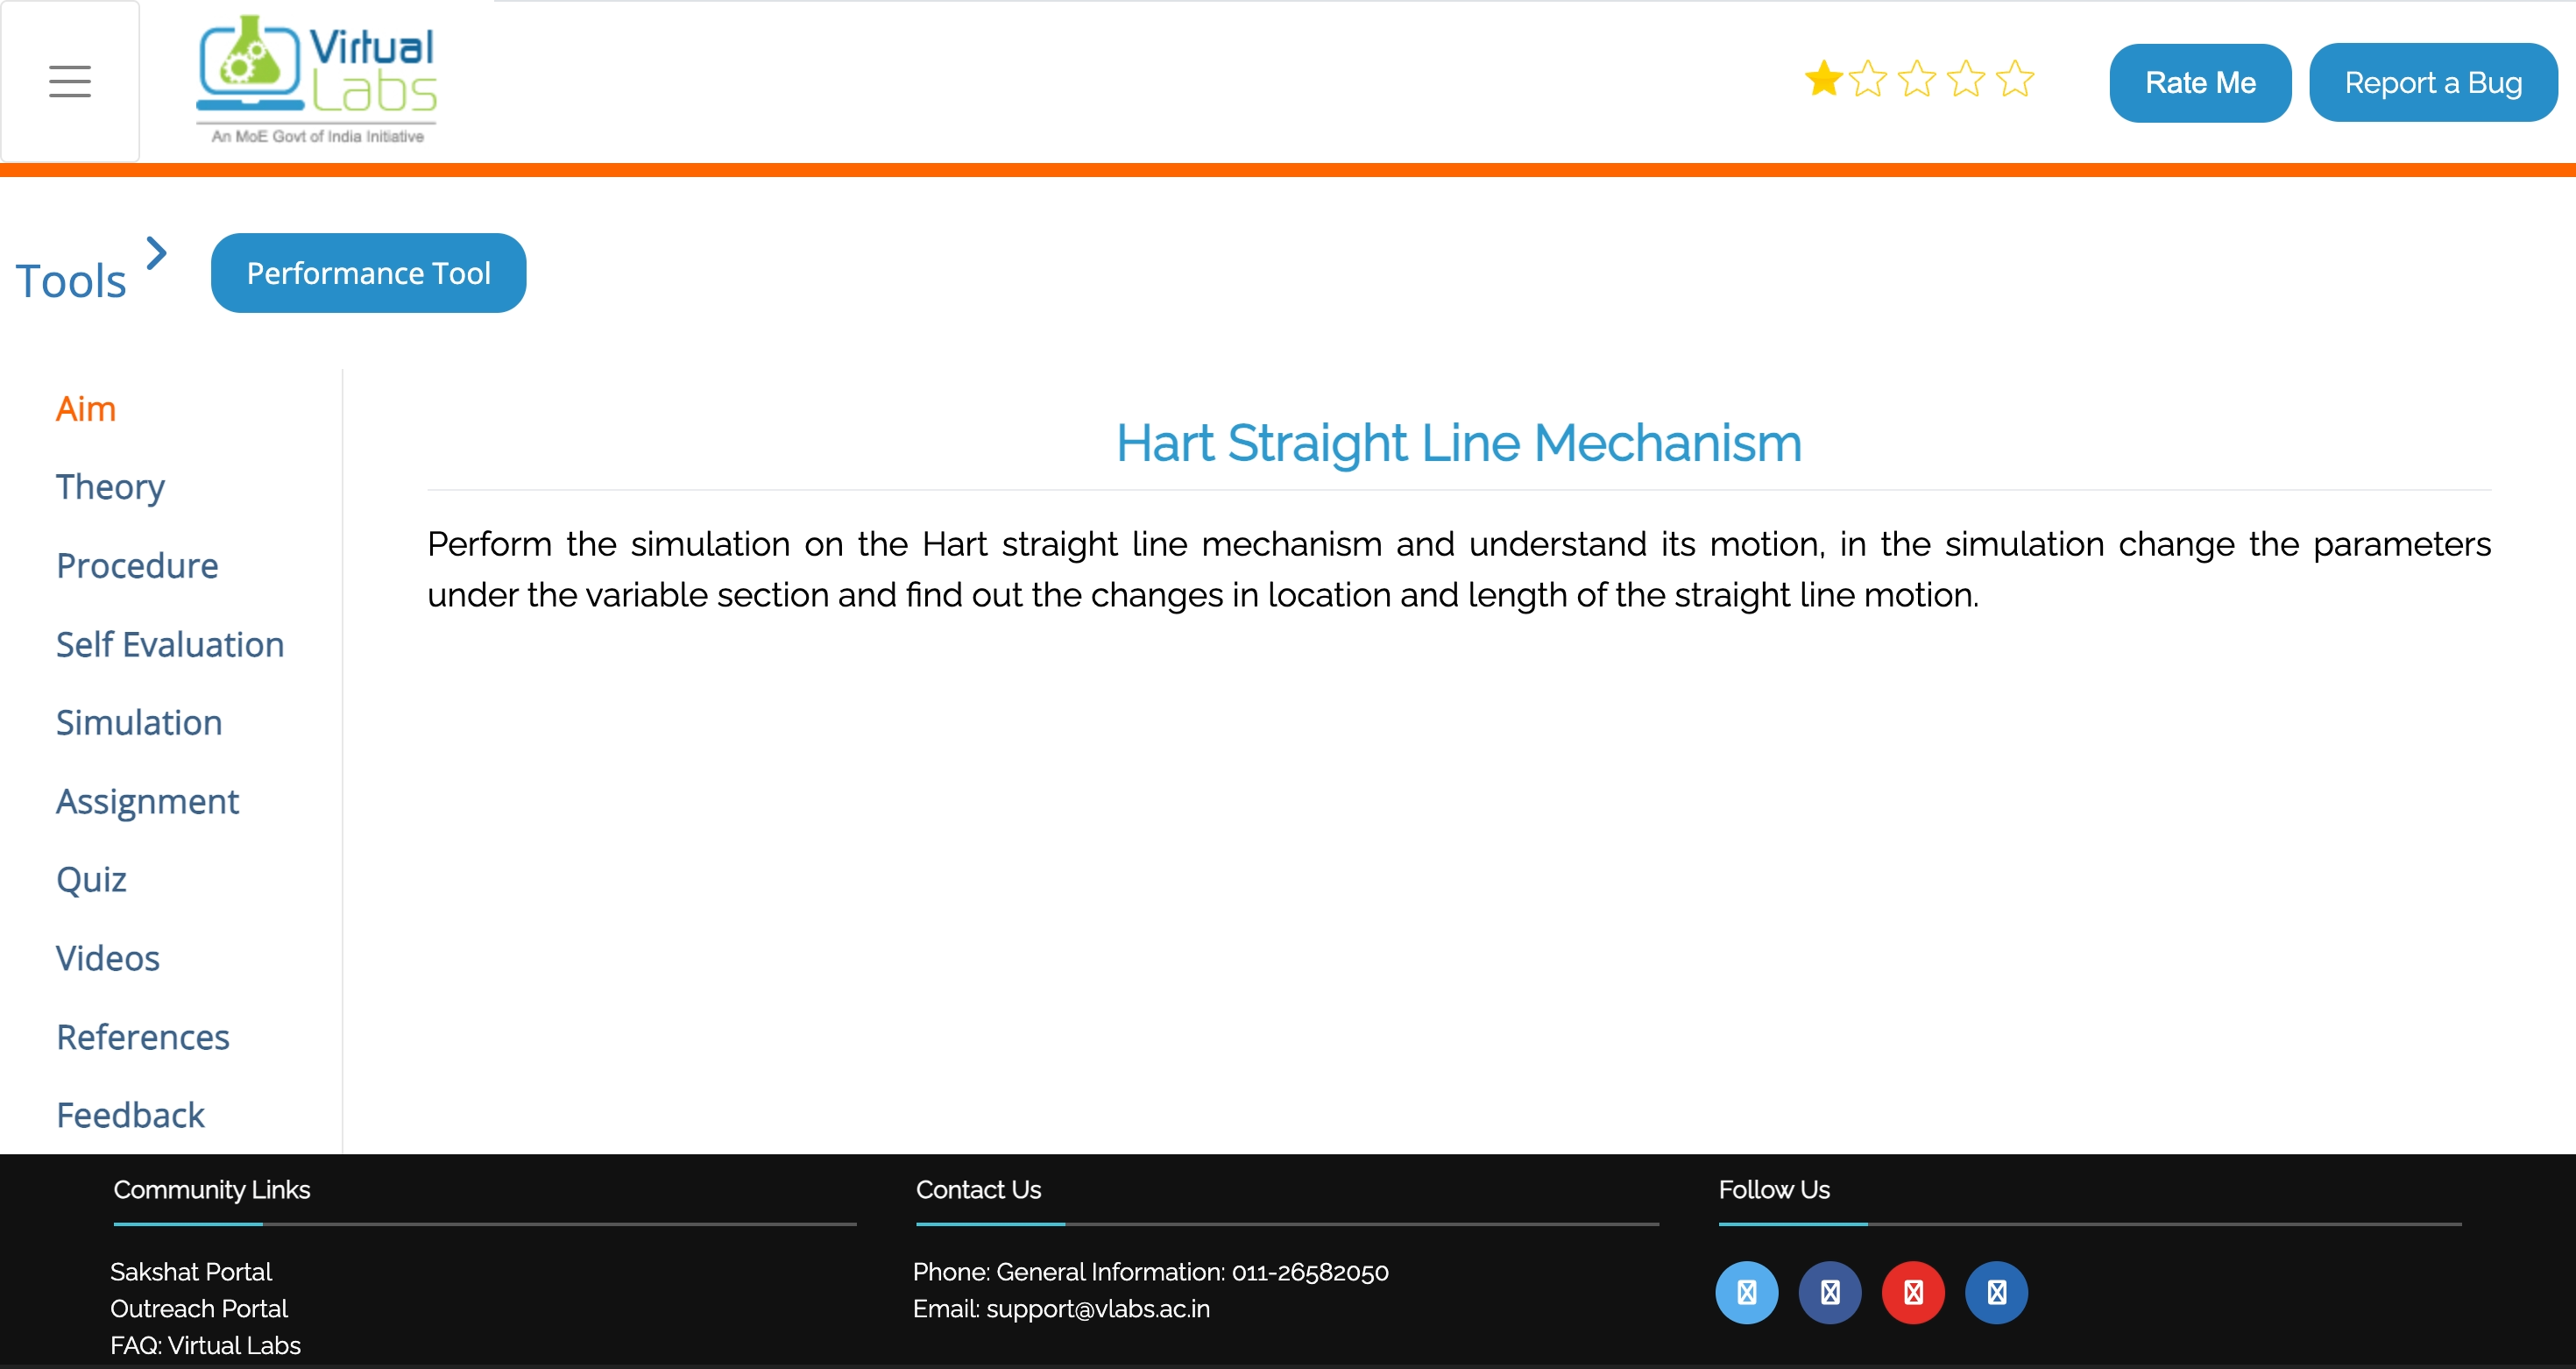 Virtual
Labs
An MoE Govt of India Initiative
Rate Me
Report a Bug
Tools
Performance Tool
Aim
Theory
Procedure
Self Evaluation
Simulation
Assignment
Quiz
Videos
References
Feedback
Hart Straight Line Mechanism
Perform the simulation on the Hart straight line mechanism and understand its motion, in the simulation change the parameters
under the variable section and find out the changes in location and length of the straight line motion.
Community Links
Sakshat Portal
Outreach Portal
FAQ: Virtual Labs
Contact Us
Phone: General Information: 011-26582050
Email: support@vlabs.ac.in
Follow Us